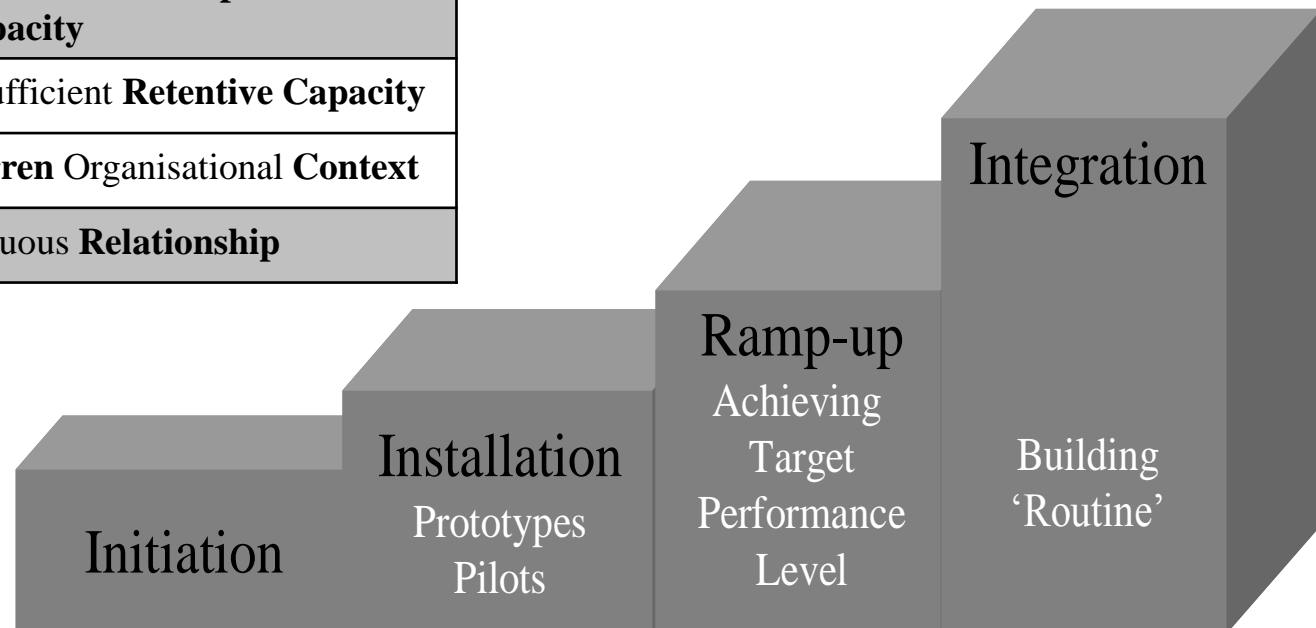 pacity
ufficient Retentive Capacity
rren Organisational Context
uous Relationship
Integration
Building
‘Routine’
Ramp-up
Achieving
Target
Performance
Level
Installation
Prototypes
Pilots
Initiation